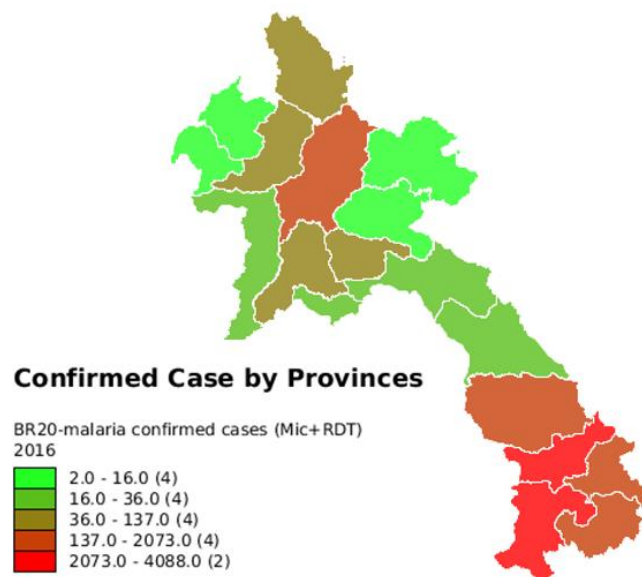 Confirmed Case by Provinces
BR20-malaria confirmed cases (Mic+RDT)
2016
2.0 - 16.0 (4)
16.0 - 36.0 (4)
36.0 - 137.0 (4)
137.0 - 2073.0 (4)
2073.0 - 4088.0 (2)